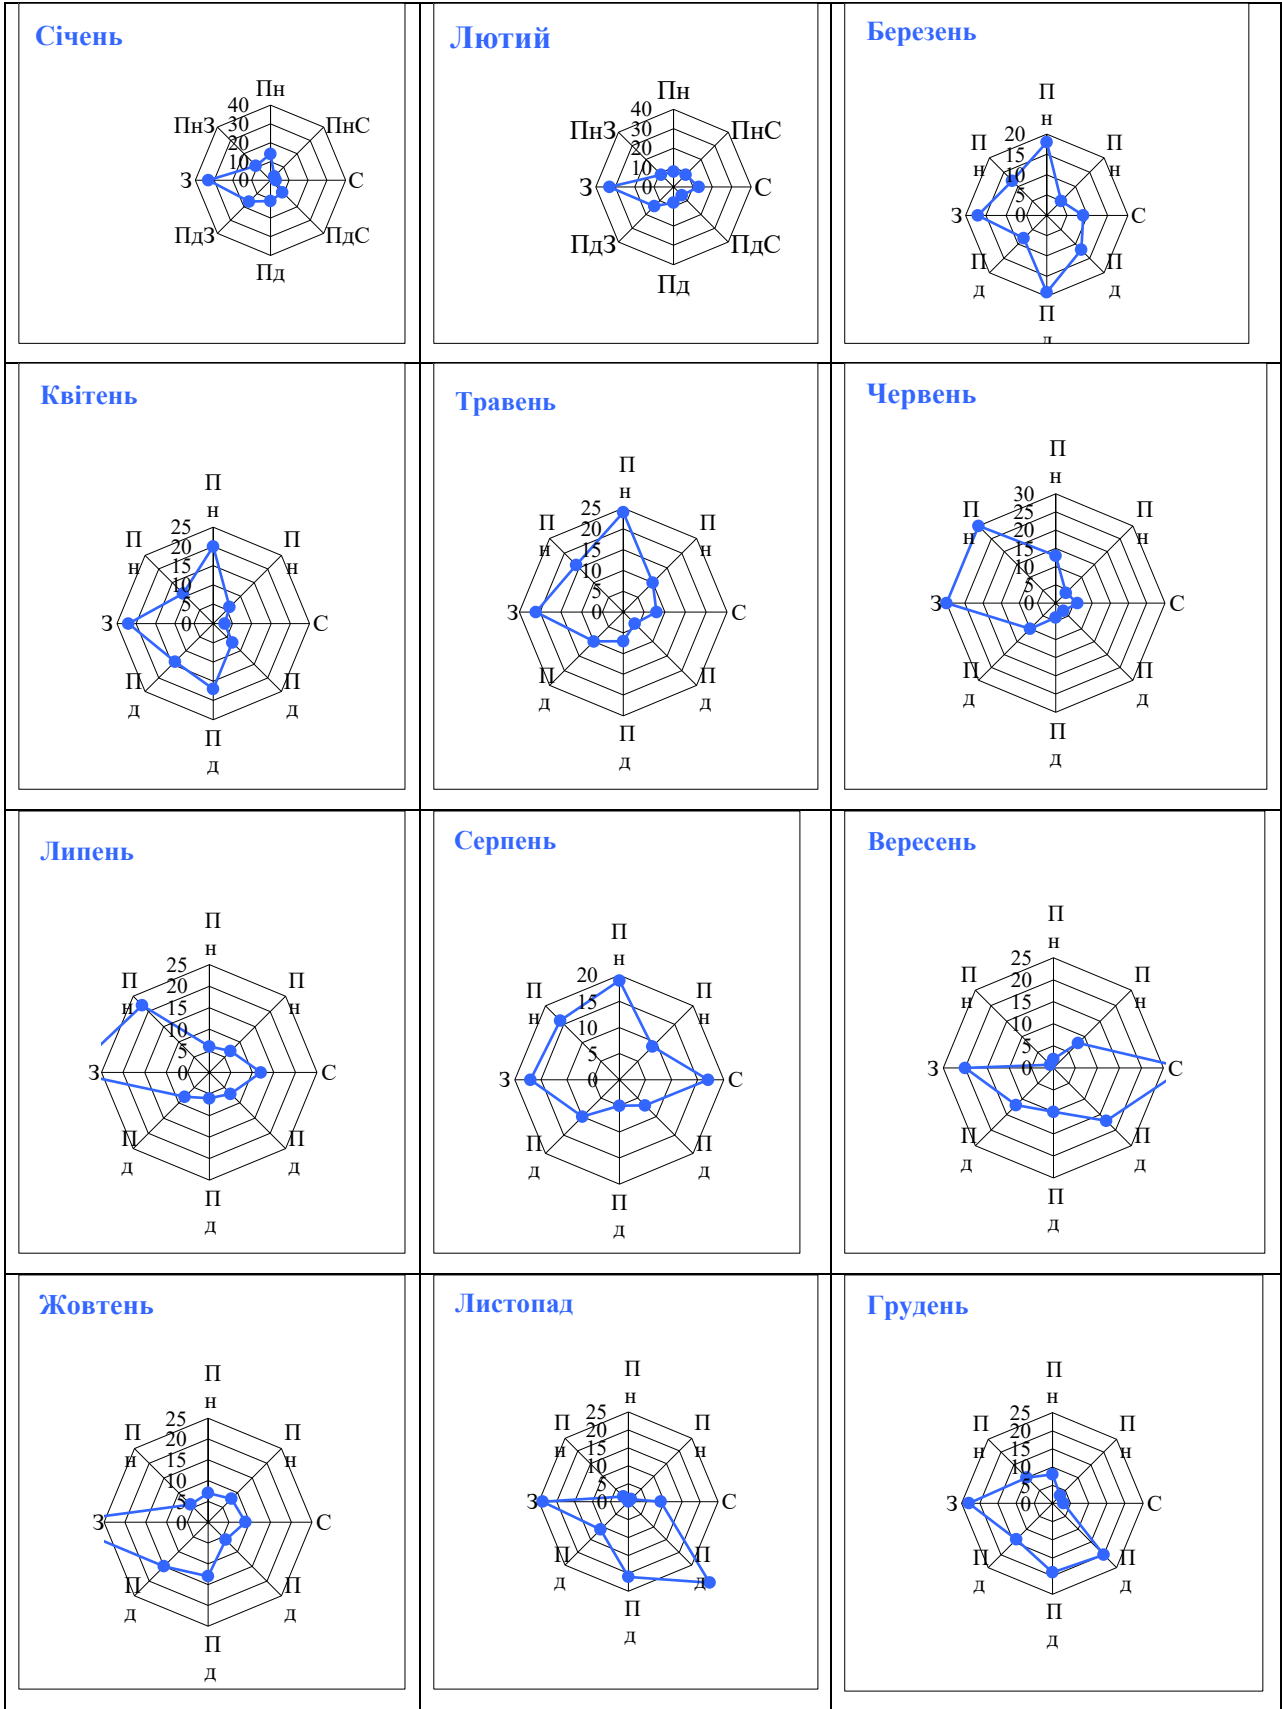 Січень
Пн
40
ПнЗ
30
ПнС
20
10
З
0
С
ПдЗ
ПдС
Пд
Лютий
Пн
40
ПнЗ
30
ПнС
20
10
З
0
С
ПдЗ
ПдС
Пд
Березень
П
н
П
н
20
П
н
15
10
5
З
0
С
П
д
П
д
П
д
Квітень
П
н
25
П
н
20
П
н
15
10
5
З
0
С
П
д
П
д
П
д
Травень
П
н
25
П
н
20
П
н
15
10
5
З
0
С
П
д
П
д
П
д
Червень
П
н
30
П
н
25
П
н
20
15
10
5
З
0
С
П
д
П
д
П
д
Липень
П
н
25
П
н
20
П
н
15
10
5
З
0
С
П
д
П
д
П
д
Серпень
П
н
20
П
н
15
П
н
10
5
З
0
С
П
д
П
д
П
д
Вересень
П
н
25
П
н
20
П
н
15
10
5
З
0
С
П
д
П
д
П
д
Жовтень
П
н
25
П
н
20
П
н
15
10
5
З
0
С
П
д
П
д
П
д
Листопад
П
н
25
П
н
20
П
н
15
10
5
З
0
С
П
д
П
д
П
д
Грудень
П
н
25
П
н
20
П
н
15
10
5
З
0
С
П
д
П
д
П
д